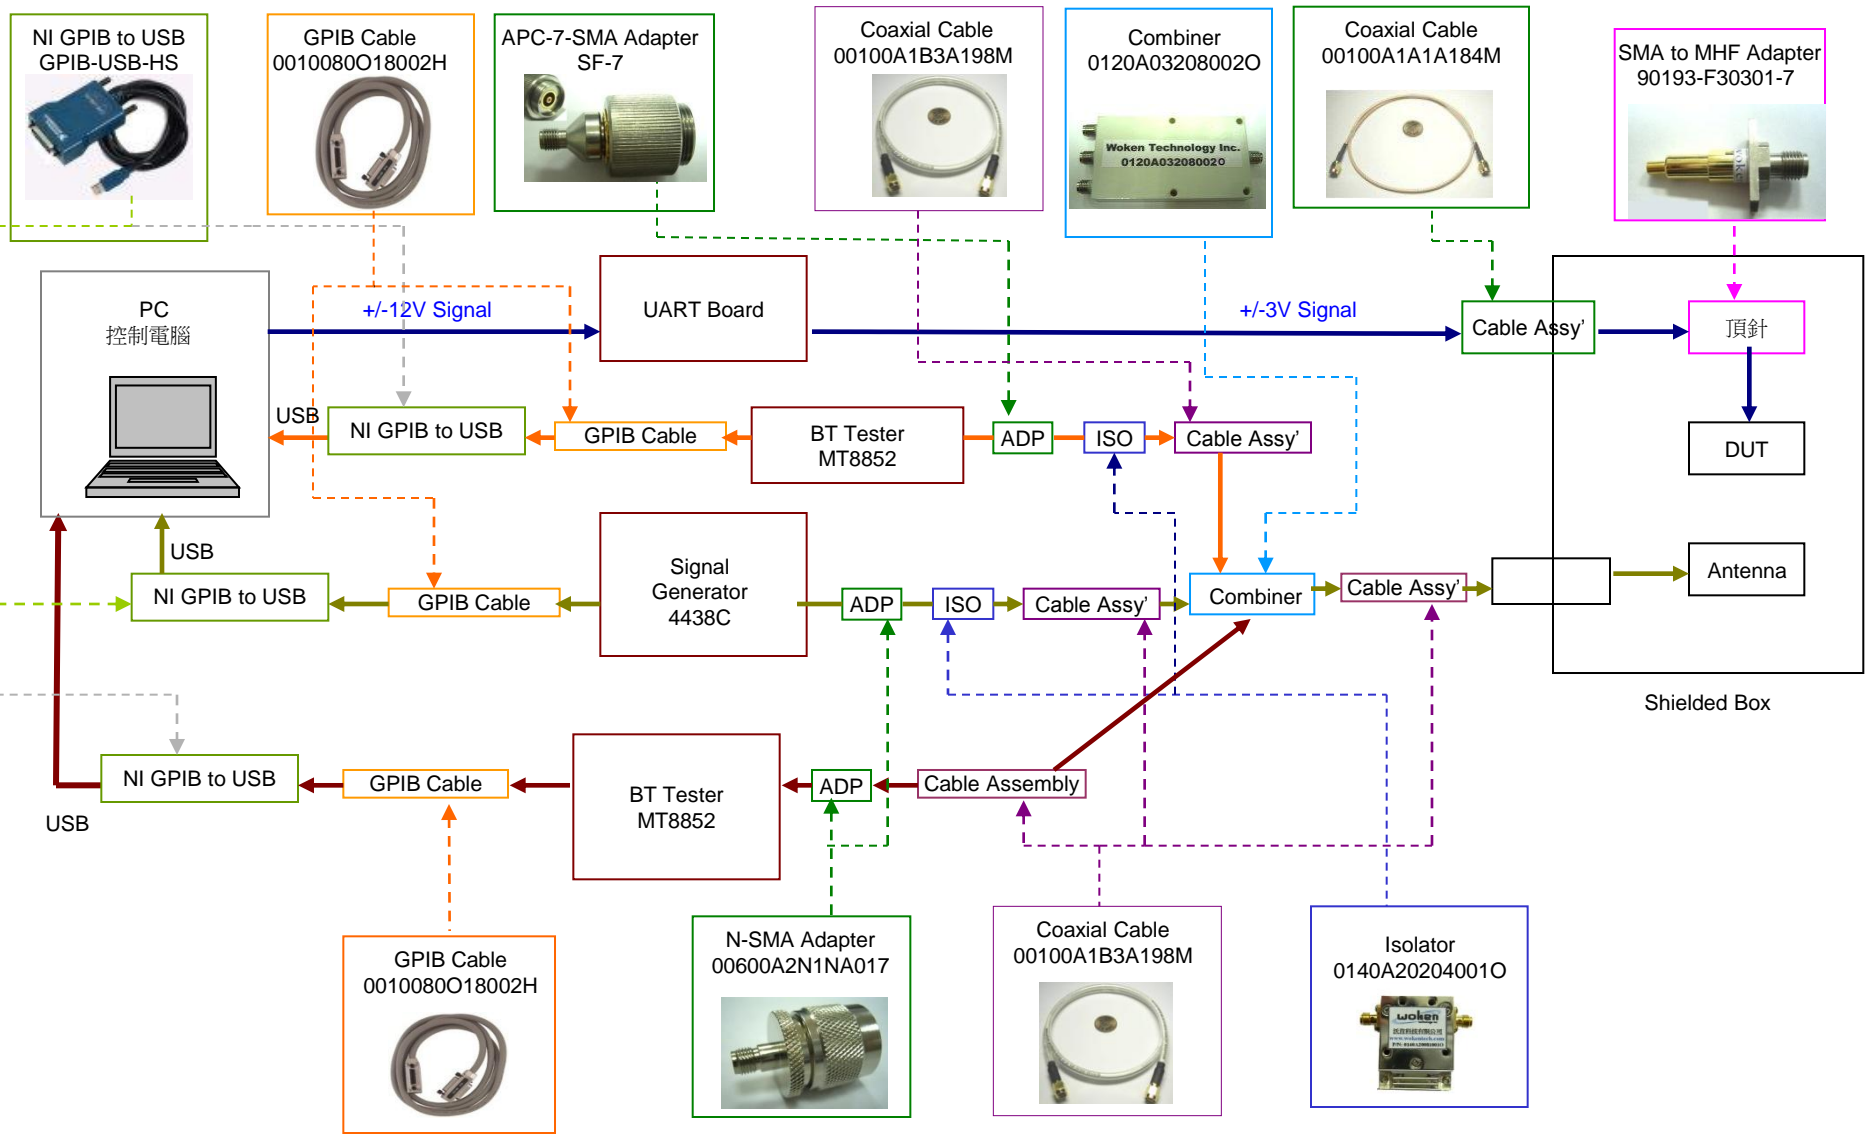 NI GPIB to USB
GPIB-USB-HS
GPIB Cable
0010080O18002H
APC-7-SMA Adapter
SF-7
Coaxial Cable
00100A1B3A198M
Combiner
0120A03208002O
Woken Technology Inc.
0120A03208002O
Coaxial Cable
00100A1A1A184M
SMA to MHF Adapter
90193-F30301-7
PC
控制電腦
+/-12V Signal
UART Board
+/-3V Signal
Cable Assy'
頂針
USB
NI GPIB to USB
GPIB Cable
BT Tester
MT8852
ADP
ISO
Cable Assy'
DUT
USB
NI GPIB to USB
GPIB Cable
Signal
Generator
4438C
ADP
ISO
Cable Assy'
Combiner
Cable Assy'
Antenna
Shielded Box
USB
NI GPIB to USB
GPIB Cable
BT Tester
MT8852
ADP
Cable Assembly
GPIB Cable
0010080O18002H
N-SMA Adapter
00600A2N1NA017
Coaxial Cable
00100A1B3A198M
Isolator
0140A20204001O
woken